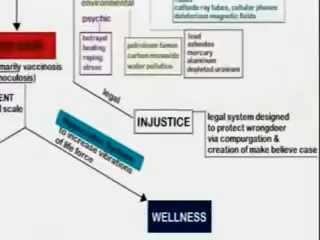 environmental
cathode ray tubes, cellular phones
deleterious magnetic fields
psychic
betrayal
beating
raping
stress
petroleum fumes
carbon monoxide
water pollution
lead
asbestos
mercury
aluminum
depleted uranium
marily vaccinosis
noculosis)
ENT
l scale
legal
INJUSTICE
legal system designed
to protect wrongdoer
via compurgation &
creation of make believe case
to increase vibrations
of life force
WELLNESS